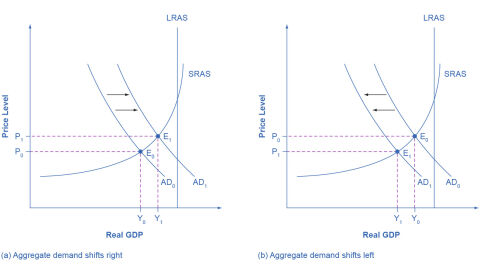 LRAS
SRAS
Price Level
P₁
P₀
E₁
E₀
AD₀
AD₁
Y₀
Y₁
Real GDP
(a) Aggregate demand shifts right
LRAS
SRAS
Price Level
P₀
P₁
E₀
E₁
AD₁
AD₀
Y₁
Y₀
Real GDP
(b) Aggregate demand shifts left